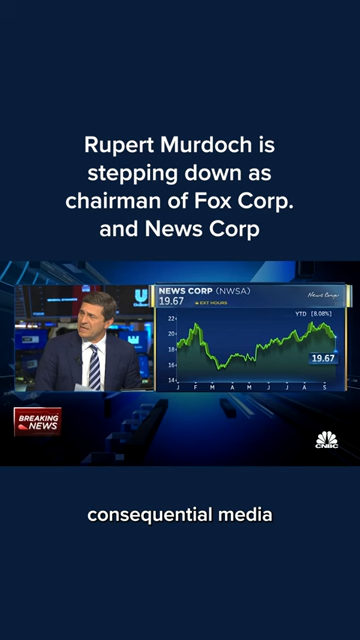 Rupert Murdoch is
stepping down as
chairman of Fox Corp.
and News Corp
NEWS CORP (NWSA)
19.67
EXT HOURS
News Corp
YTD [8.08%]
22
20
18
16
14
19.67
J F M A M J J A S
BREAKING
NEWS
CNBC
consequential media